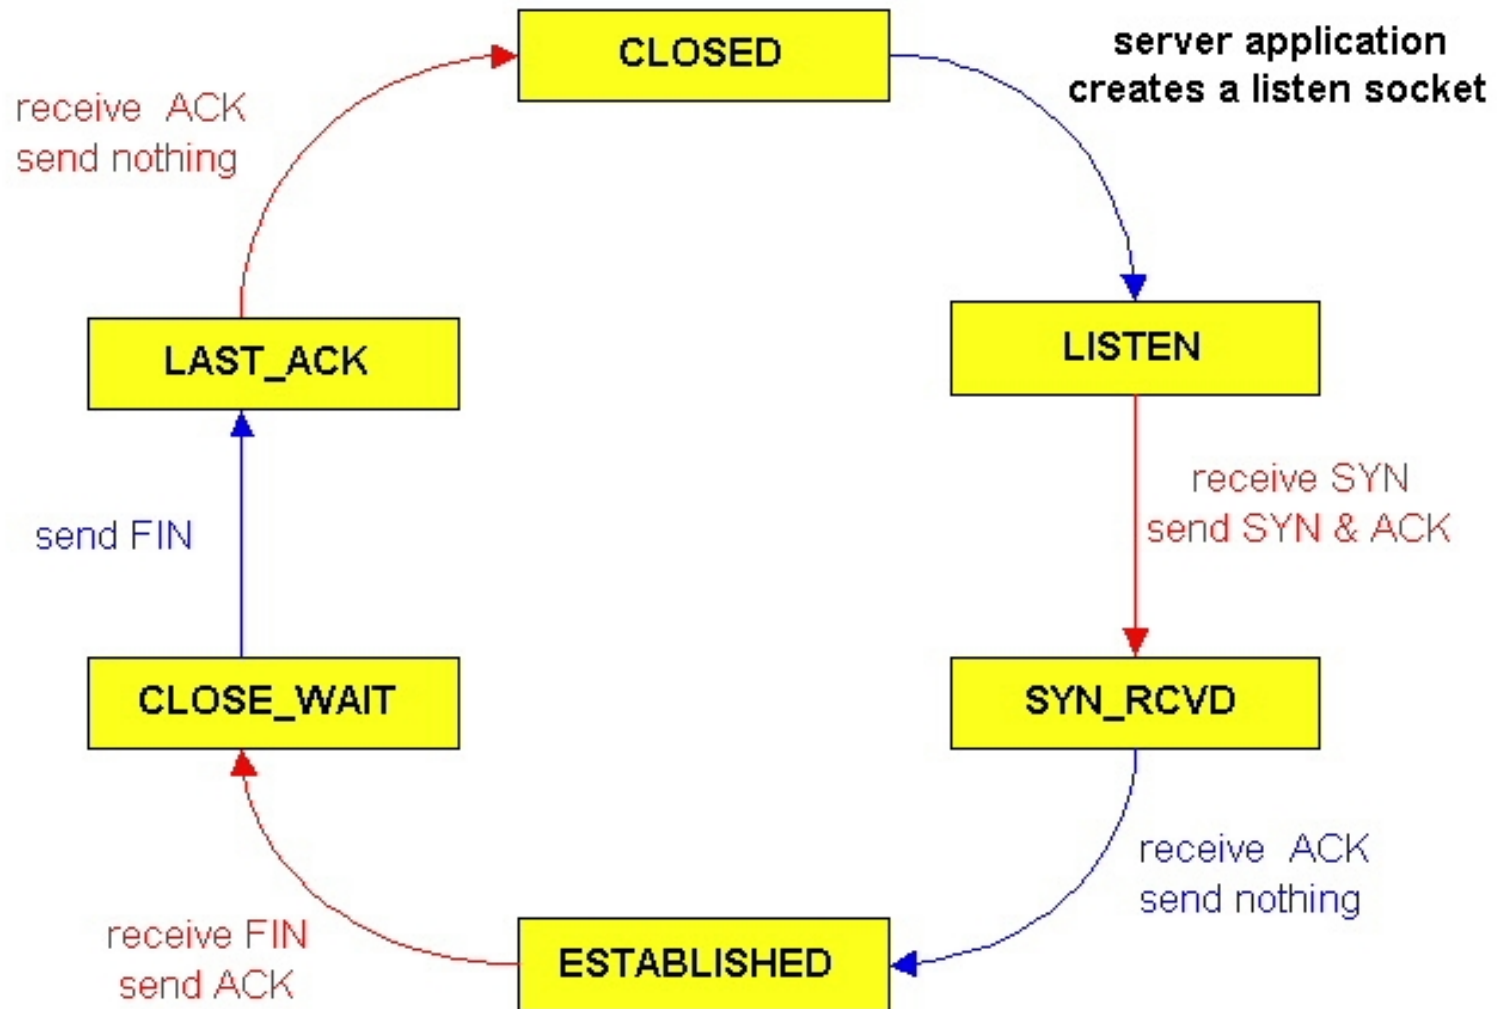 CLOSED
server application
creates a listen socket
receive ACK
send nothing
LAST_ACK
LISTEN
send FIN
receive SYN
send SYN & ACK
CLOSE_WAIT
SYN_RCVD
receive ACK
send nothing
receive FIN
send ACK
ESTABLISHED